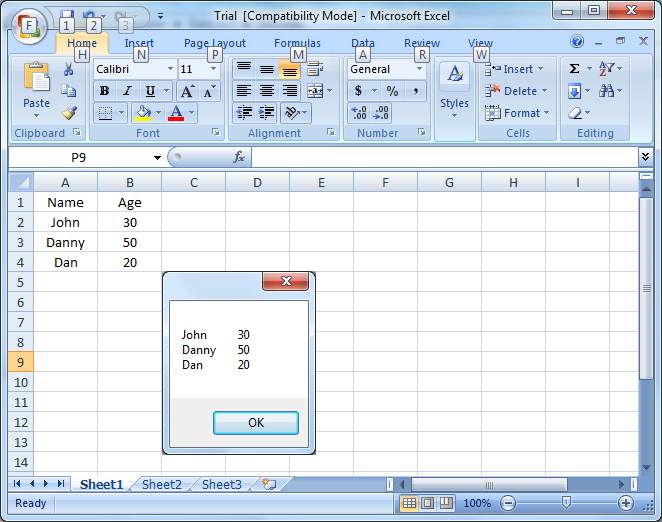 Trial [Compatibility Mode] - Microsoft Excel
F 1 2 3
Home Insert Page Layout Formulas Data Review View
H N P M A R W
Calibri 11 General Insert
Paste B I U A A $ % , Styles Delete
Format
Clipboard Font Alignment Number Cells Editing
P9 fx
A B C D E F G H I
1 Name Age
2 John 30
3 Danny 50
4 Dan 20
5
6
7
8
9
10
11
12
13
14
John 30
Danny 50
Dan 20
OK
Sheet1 Sheet2 Sheet3
Ready 100%